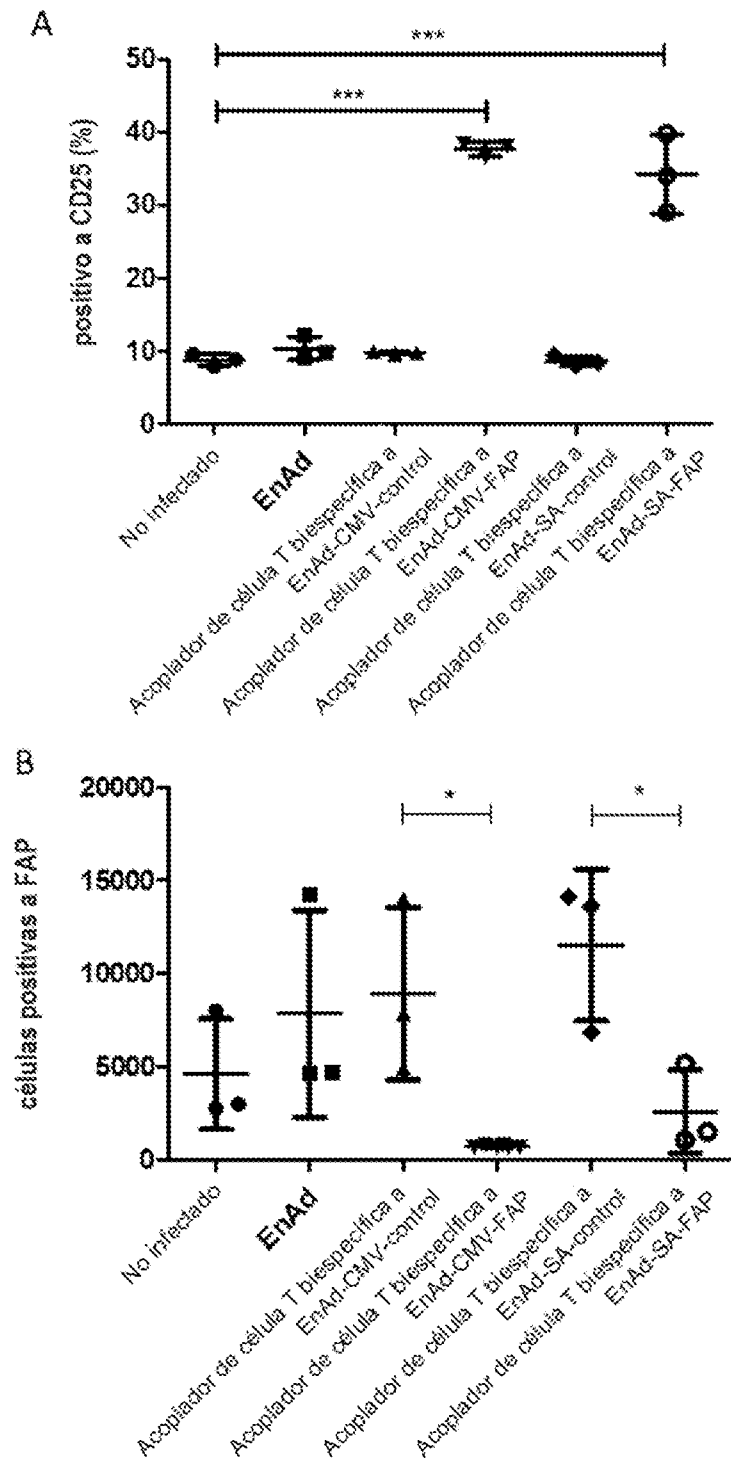 A
***
***
positivo a CD25 (%)
50
40
30
20
10
0
No infectado
EnAd
Acoplador de célula T biespecífica a
EnAd-CMV-control
Acoplador de célula T biespecífica a
EnAd-CMV-FAP
Acoplador de célula T biespecífica a
EnAd-SA-control
Acoplador de célula T biespecífica a
EnAd-SA-FAP
B
*
*
células positivas a FAP
20000
15000
10000
5000
0
No infectado
EnAd
Acoplador de célula T biespecífica a
EnAd-CMV-control
Acoplador de célula T biespecífica a
EnAd-CMV-FAP
Acoplador de célula T biespecífica a
EnAd-SA-control
Acoplador de célula T biespecífica a
EnAd-SA-FAP